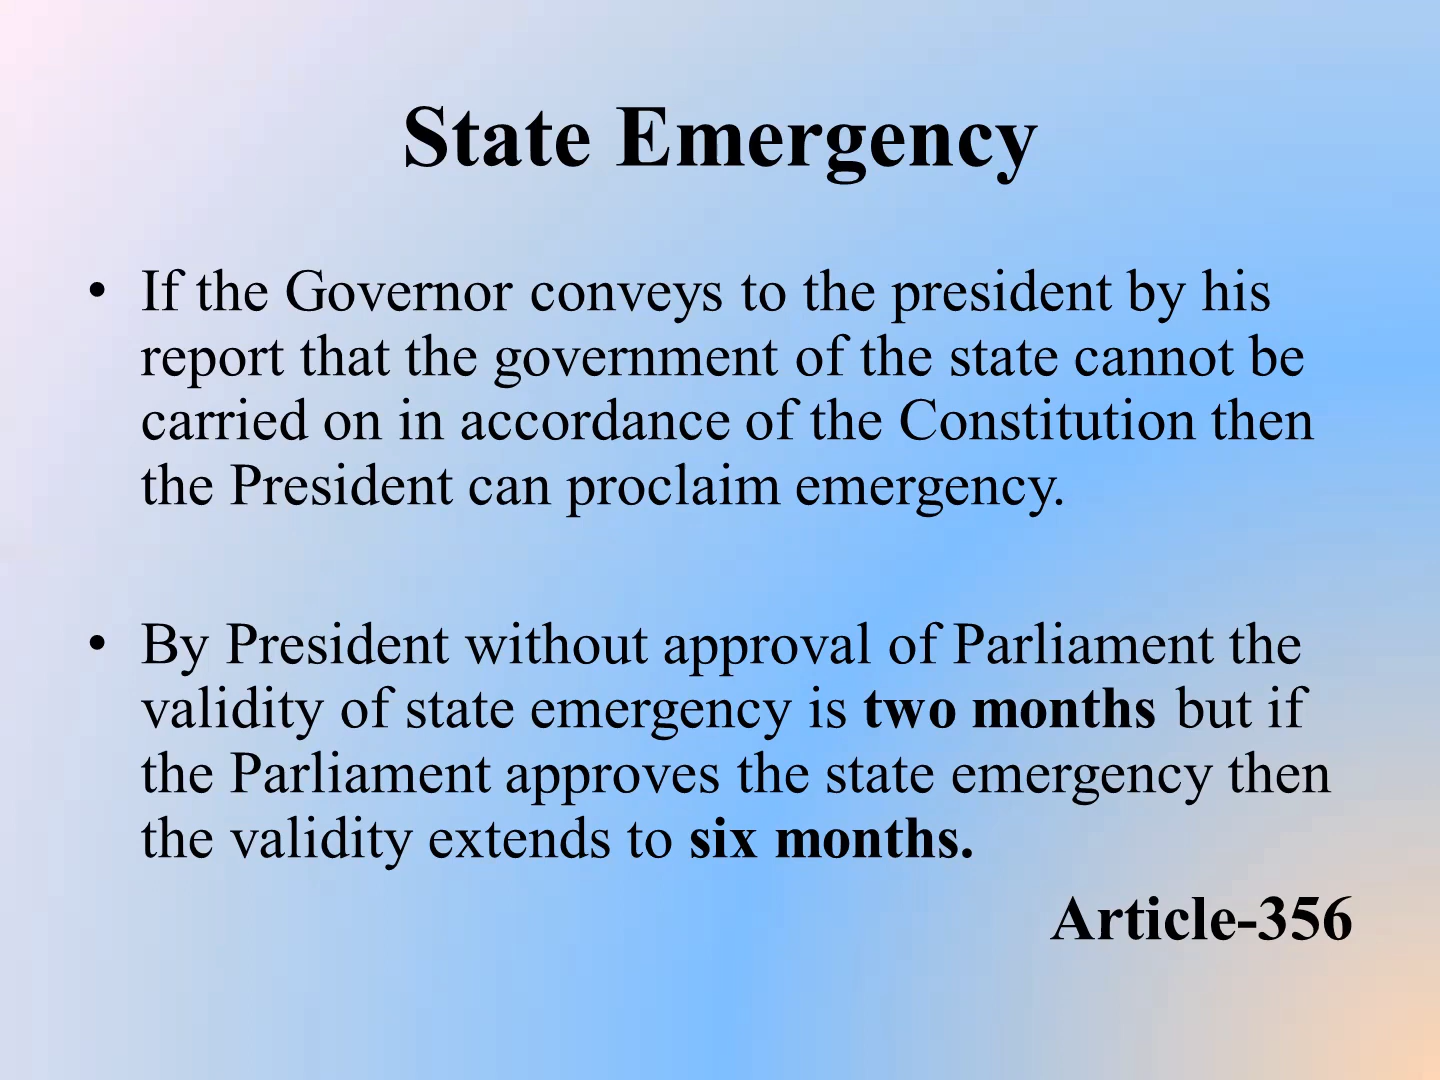 State Emergency
• If the Governor conveys to the president by his
report that the government of the state cannot be
carried on in accordance of the Constitution then
the President can proclaim emergency.
• By President without approval of Parliament the
validity of state emergency is two months but if
the Parliament approves the state emergency then
the validity extends to six months.
Article-356